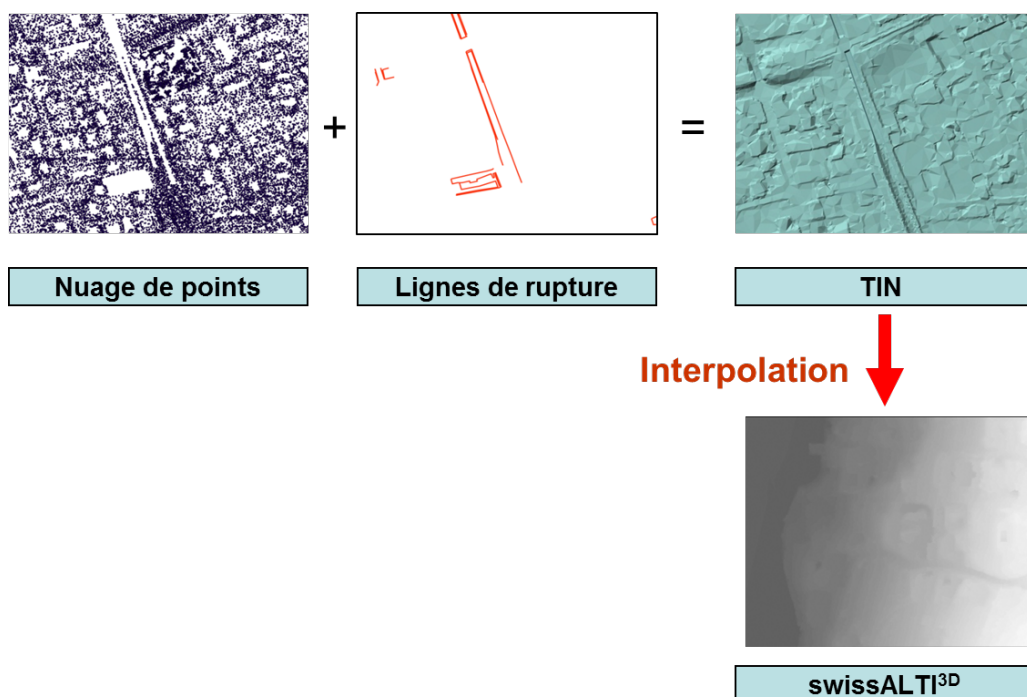 +
=
Nuage de points
Lignes de rupture
TIN
Interpolation
swissALTI3D